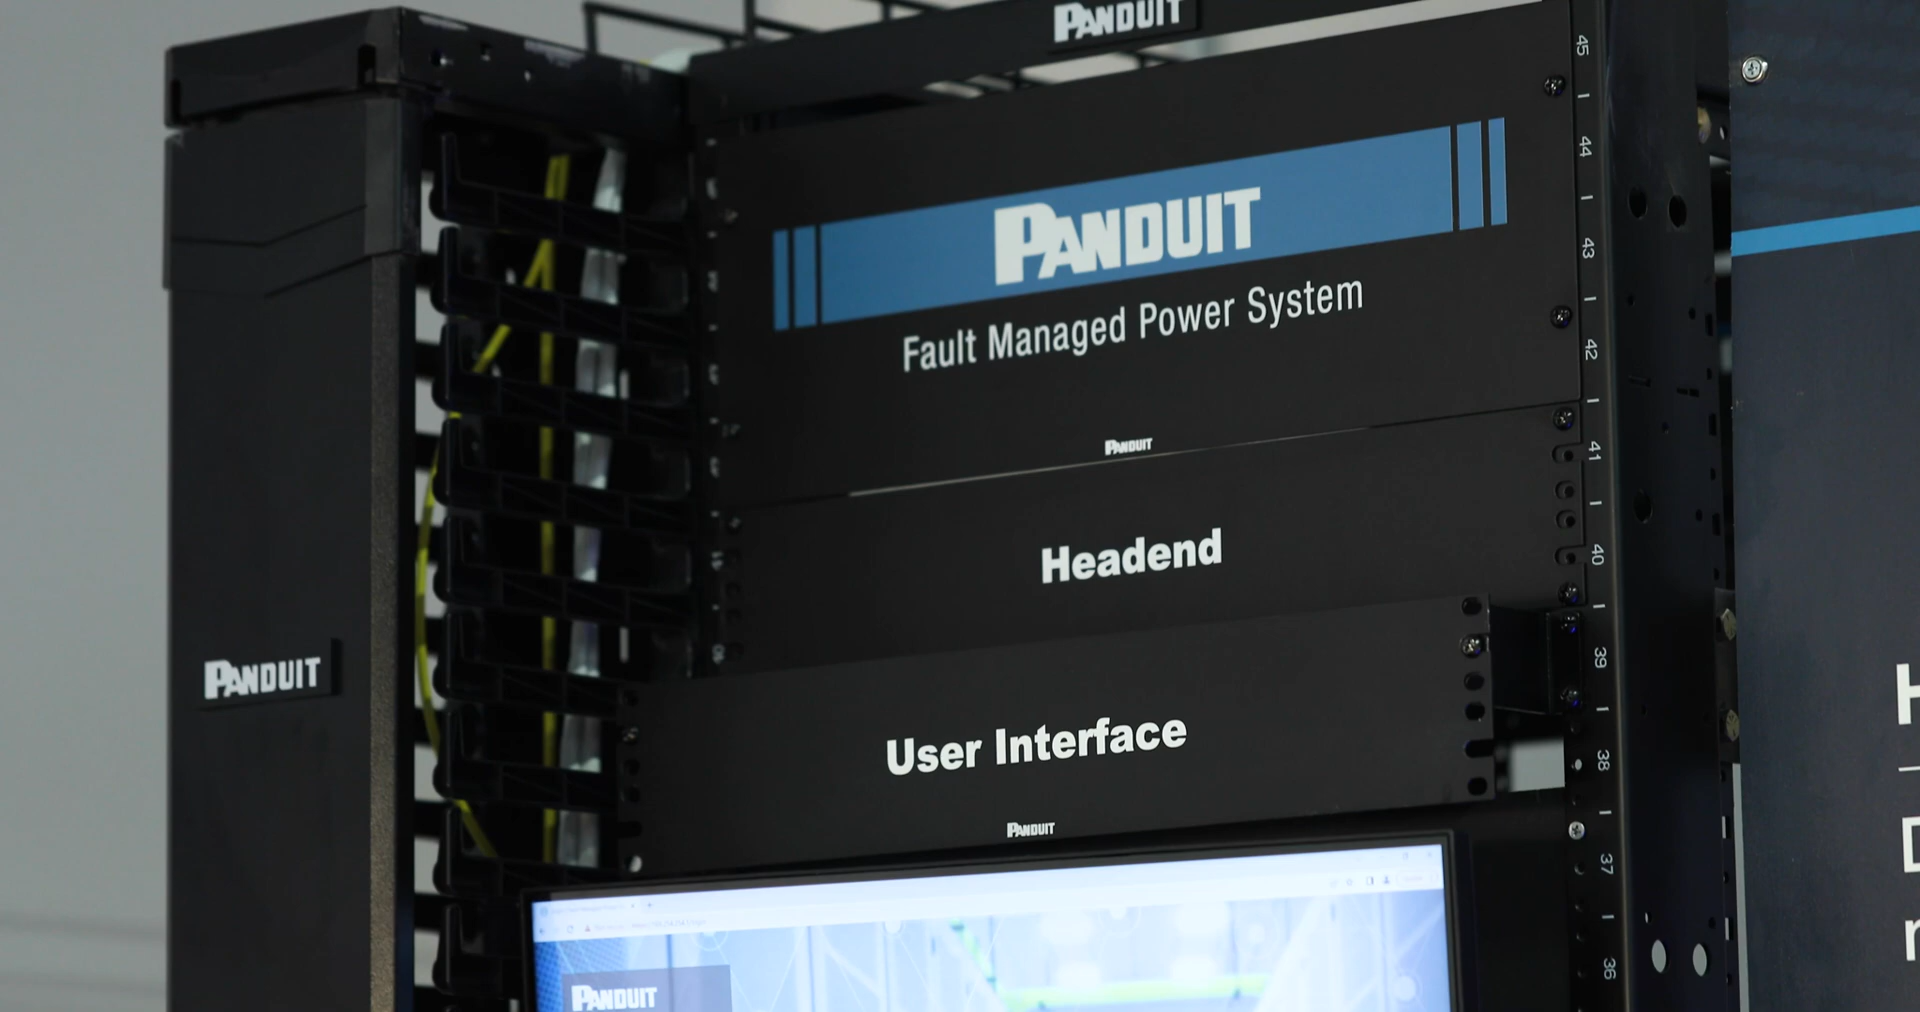 PANDUIT
45
44
PANDUIT
43
Fault Managed Power System
42
PANDUIT
41
Headend
40
39
PANDUIT
User Interface
38
PANDUIT
37
36
PANDUIT